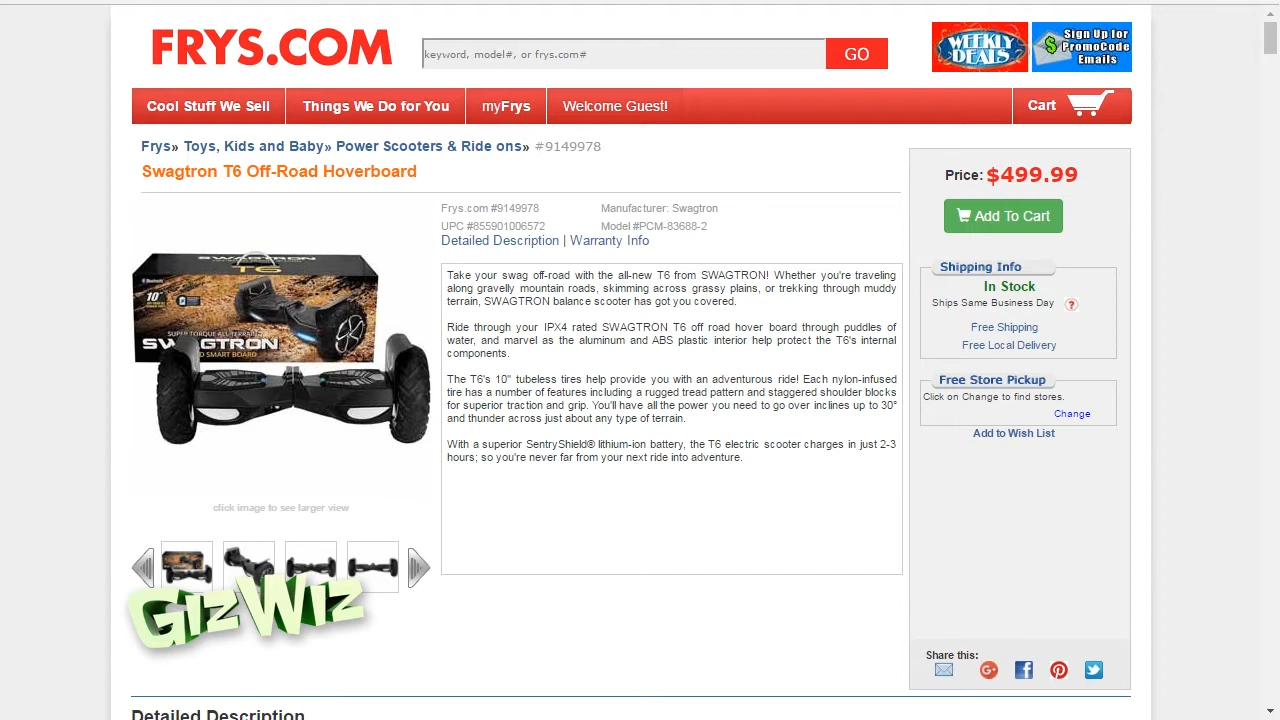 FRYS.COM
keyword, model#, or frys.com#
GO
WEEKLY DEALS
Sign Up for
PromoCode
Emails
Cool Stuff We Sell
Things We Do for You
myFrys
Welcome Guest!
Cart
Frys» Toys, Kids and Baby» Power Scooters & Ride ons» #9149978
Swagtron T6 Off-Road Hoverboard
Frys.com #9149978
Manufacturer: Swagtron
UPC #855901006572
Model #PCM-83688-2
Detailed Description | Warranty Info
SWAGTRON
T6
10"
SUPER TORQUE ALL TERRAIN
SWAGTRON
SMART BOARD
click image to see larger view
Take your swag off-road with the all-new T6 from SWAGTRON! Whether you're traveling
along gravelly mountain roads, skimming across grassy plains, or trekking through muddy
terrain, SWAGTRON balance scooter has got you covered.
Ride through your IPX4 rated SWAGTRON T6 off road hover board through puddles of
water, and marvel as the aluminum and ABS plastic interior help protect the T6's internal
components.
The T6's 10" tubeless tires help provide you with an adventurous ride! Each nylon-infused
tire has a number of features including a rugged tread pattern and staggered shoulder blocks
for superior traction and grip. You'll have all the power you need to go over inclines up to 30°
and thunder across just about any type of terrain.
With a superior SentryShield® lithium-ion battery, the T6 electric scooter charges in just 2-3
hours; so you're never far from your next ride into adventure.
Price: $499.99
Add To Cart
Shipping Info
In Stock
Ships Same Business Day ?
Free Shipping
Free Local Delivery
Free Store Pickup
Click on Change to find stores.
Change
Add to Wish List
Share this:
GizWiz
Detailed Description